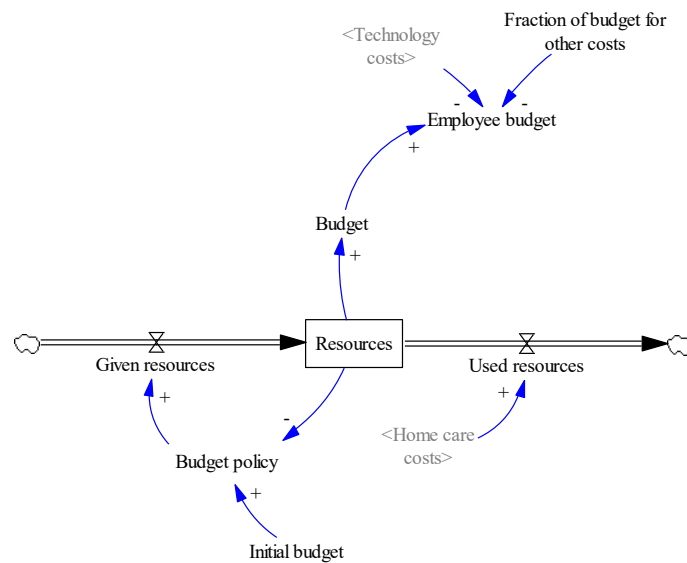 <Technology
costs>
Fraction of budget for
other costs
-
-
Employee budget
+
Budget
+
Resources
Given resources
Used resources
+
+
-
<Home care
costs>
Budget policy
+
Initial budget